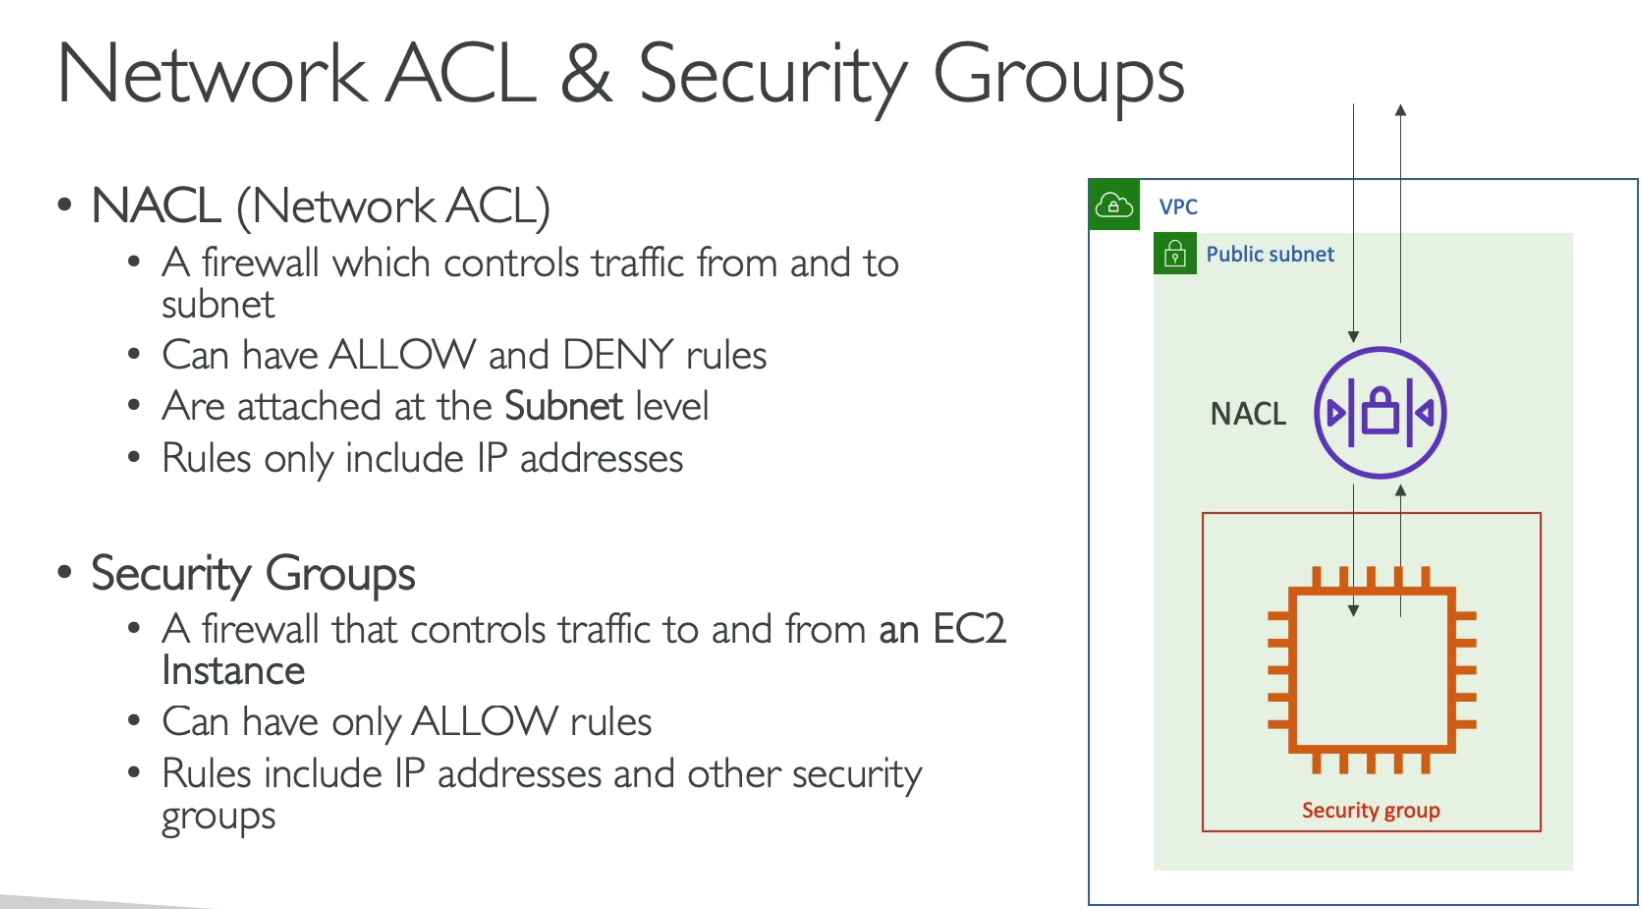 Network ACL & Security Groups
• NACL (Network ACL)
• A firewall which controls traffic from and to
subnet
• Can have ALLOW and DENY rules
• Are attached at the Subnet level
• Rules only include IP addresses
• Security Groups
• A firewall that controls traffic to and from an EC2
Instance
• Can have only ALLOW rules
• Rules include IP addresses and other security
groups
VPC
Public subnet
NACL
Security group